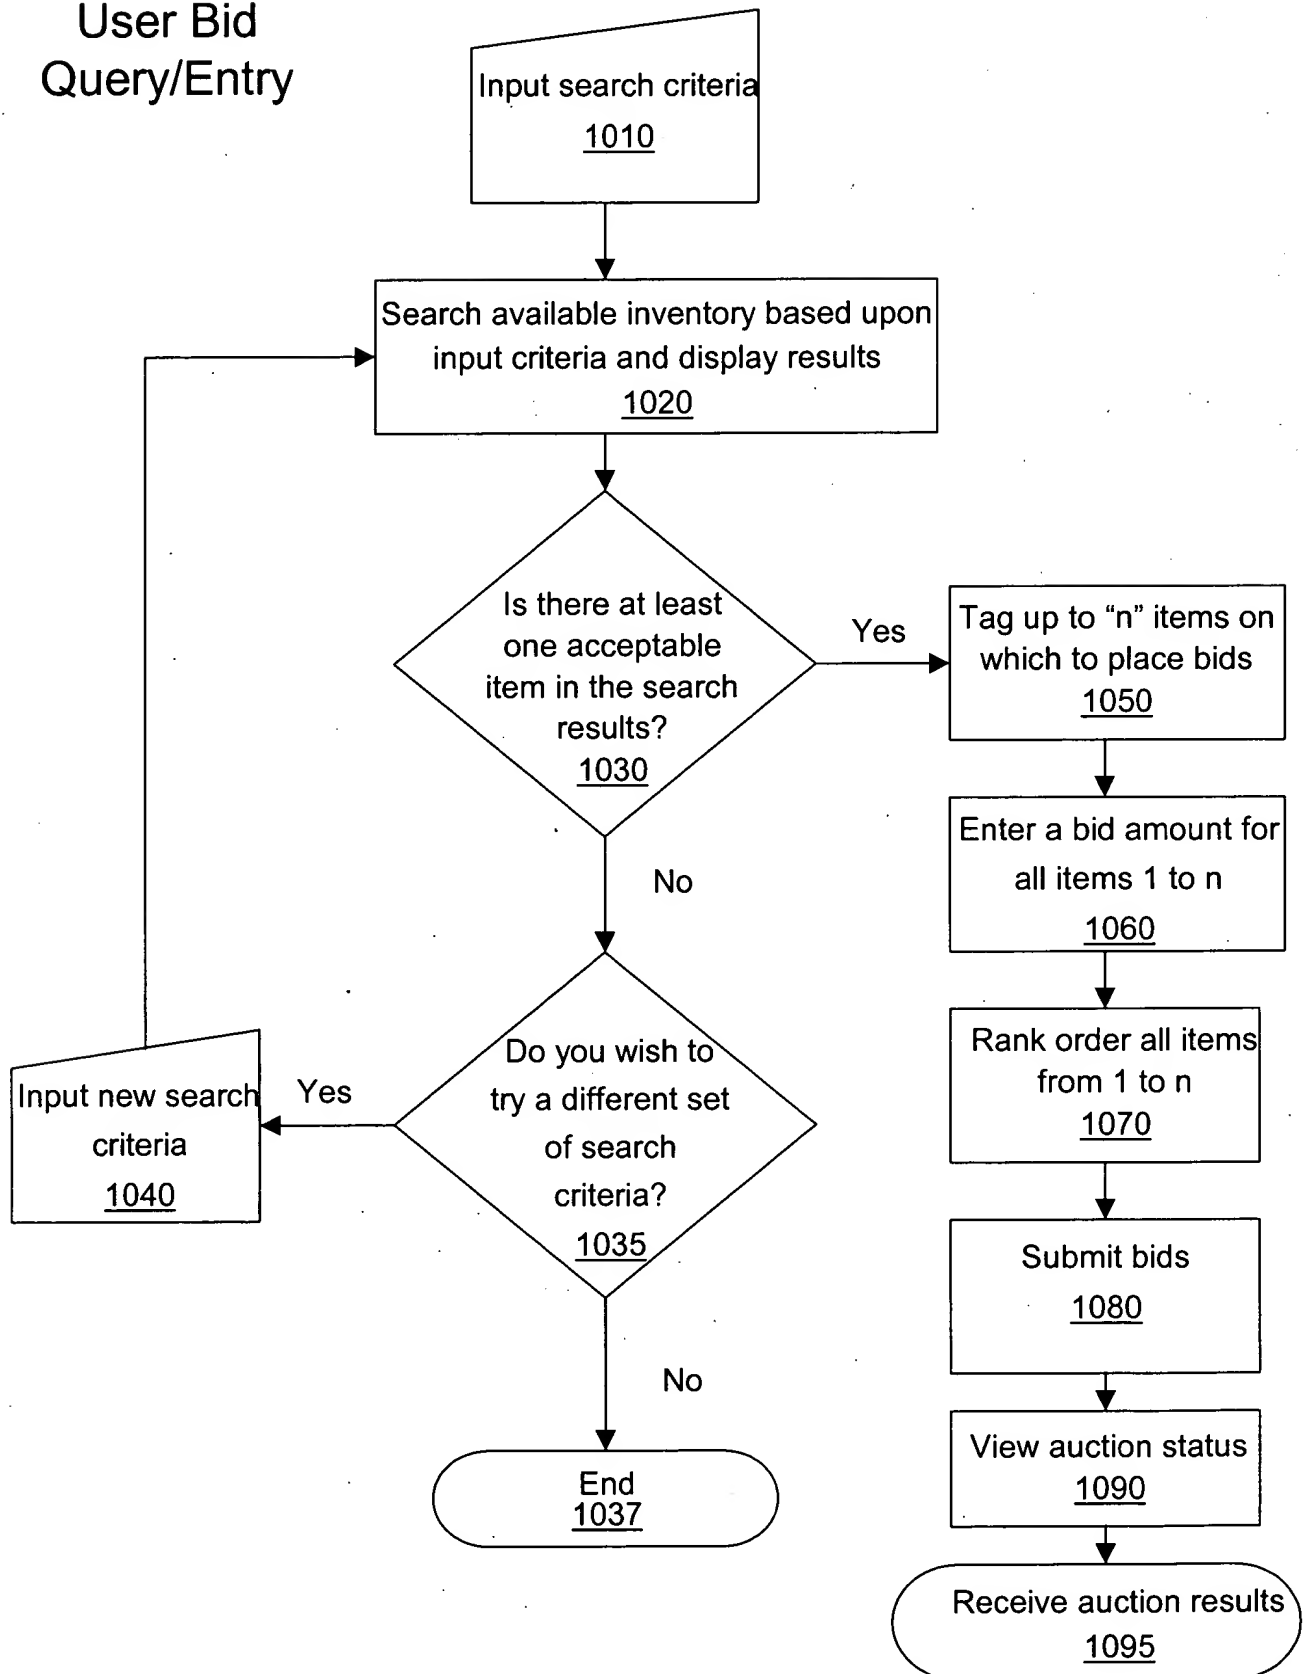 User Bid
Query/Entry
Input search criteria
1010
Search available inventory based upon
input criteria and display results
1020
Is there at least
one acceptable
item in the search
results?
1030
Yes
No
Tag up to “n” items on
which to place bids
1050
Enter a bid amount for
all items 1 to n
1060
Rank order all items
from 1 to n
1070
Submit bids
1080
View auction status
1090
Receive auction results
1095
Do you wish to
try a different set
of search
criteria?
1035
Yes
Input new search
criteria
1040
No
End
1037